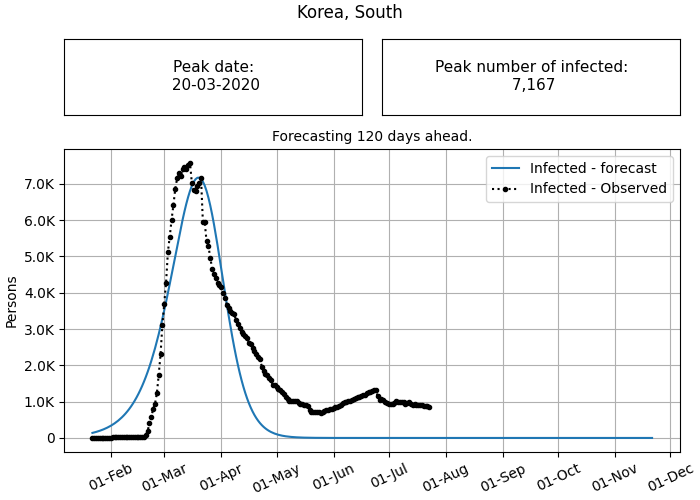 Korea, South
Peak date:
20-03-2020
Peak number of infected:
7,167
Forecasting 120 days ahead.
Infected - forecast
Infected - Observed
Persons
7.0K
6.0K
5.0K
4.0K
3.0K
2.0K
1.0K
0
01-Feb
01-Mar
01-Apr
01-May
01-Jun
01-Jul
01-Aug
01-Sep
01-Oct
01-Nov
01-Dec